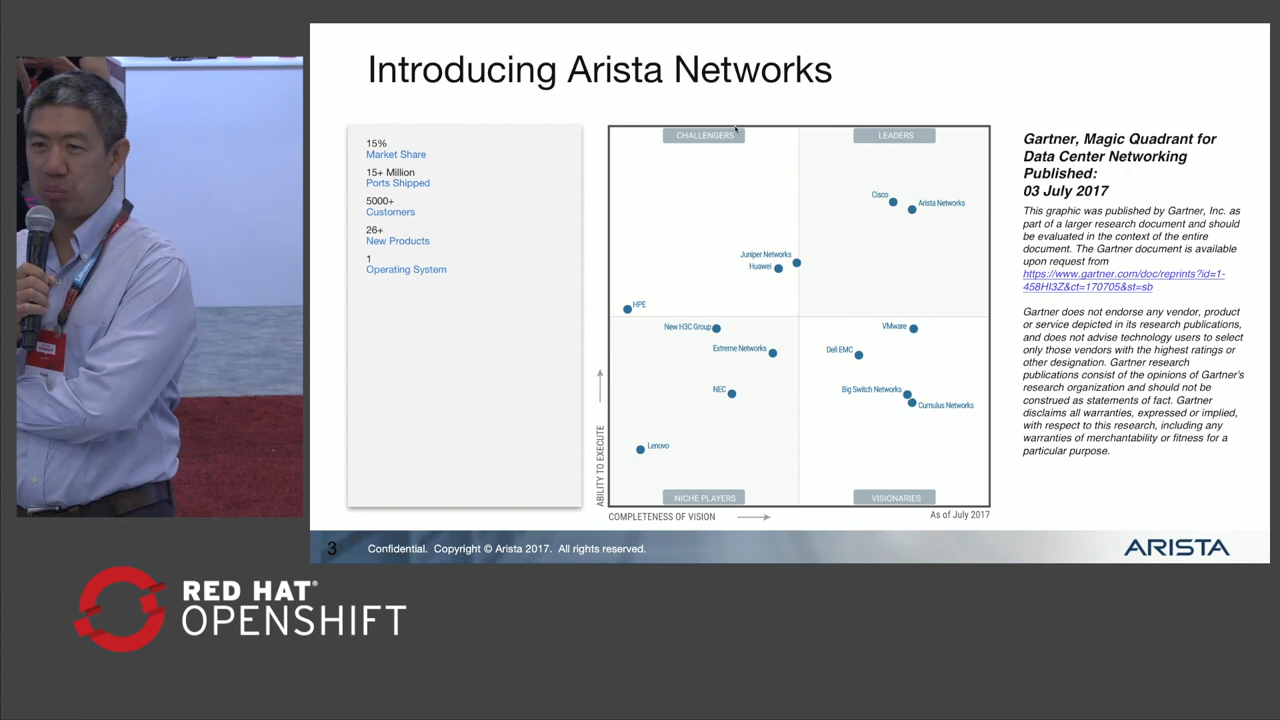 Introducing Arista Networks
15%
Market Share
15+ Million
Ports Shipped
5000+
Customers
26+
New Products
1
Operating System
CHALLENGERS
LEADERS
Cisco
Arista Networks
Juniper Networks
Huawei
HPE
New H3C Group
VMware
Extreme Networks
Dell EMC
NEC
Big Switch Networks
Cumulus Networks
Lenovo
NICHE PLAYERS
VISIONARIES
ABILITY TO EXECUTE
COMPLETENESS OF VISION
As of July 2017
Gartner, Magic Quadrant for
Data Center Networking
Published:
03 July 2017
This graphic was published by Gartner, Inc. as
part of a larger research document and should
be evaluated in the context of the entire
document. The Gartner document is available
upon request from
https://www.gartner.com/doc/reprints?id=1-
458HI3Z&ct=170705&st=sb
Gartner does not endorse any vendor, product
or service depicted in its research publications,
and does not advise technology users to select
only those vendors with the highest ratings or
other designation. Gartner research
publications consist of the opinions of Gartner's
research organization and should not be
construed as statements of fact. Gartner
disclaims all warranties, expressed or implied,
with respect to this research, including any
warranties of merchantability or fitness for a
particular purpose.
3
Confidential. Copyright © Arista 2017. All rights reserved.
ARISTA
RED HAT®
OPENSHIFT